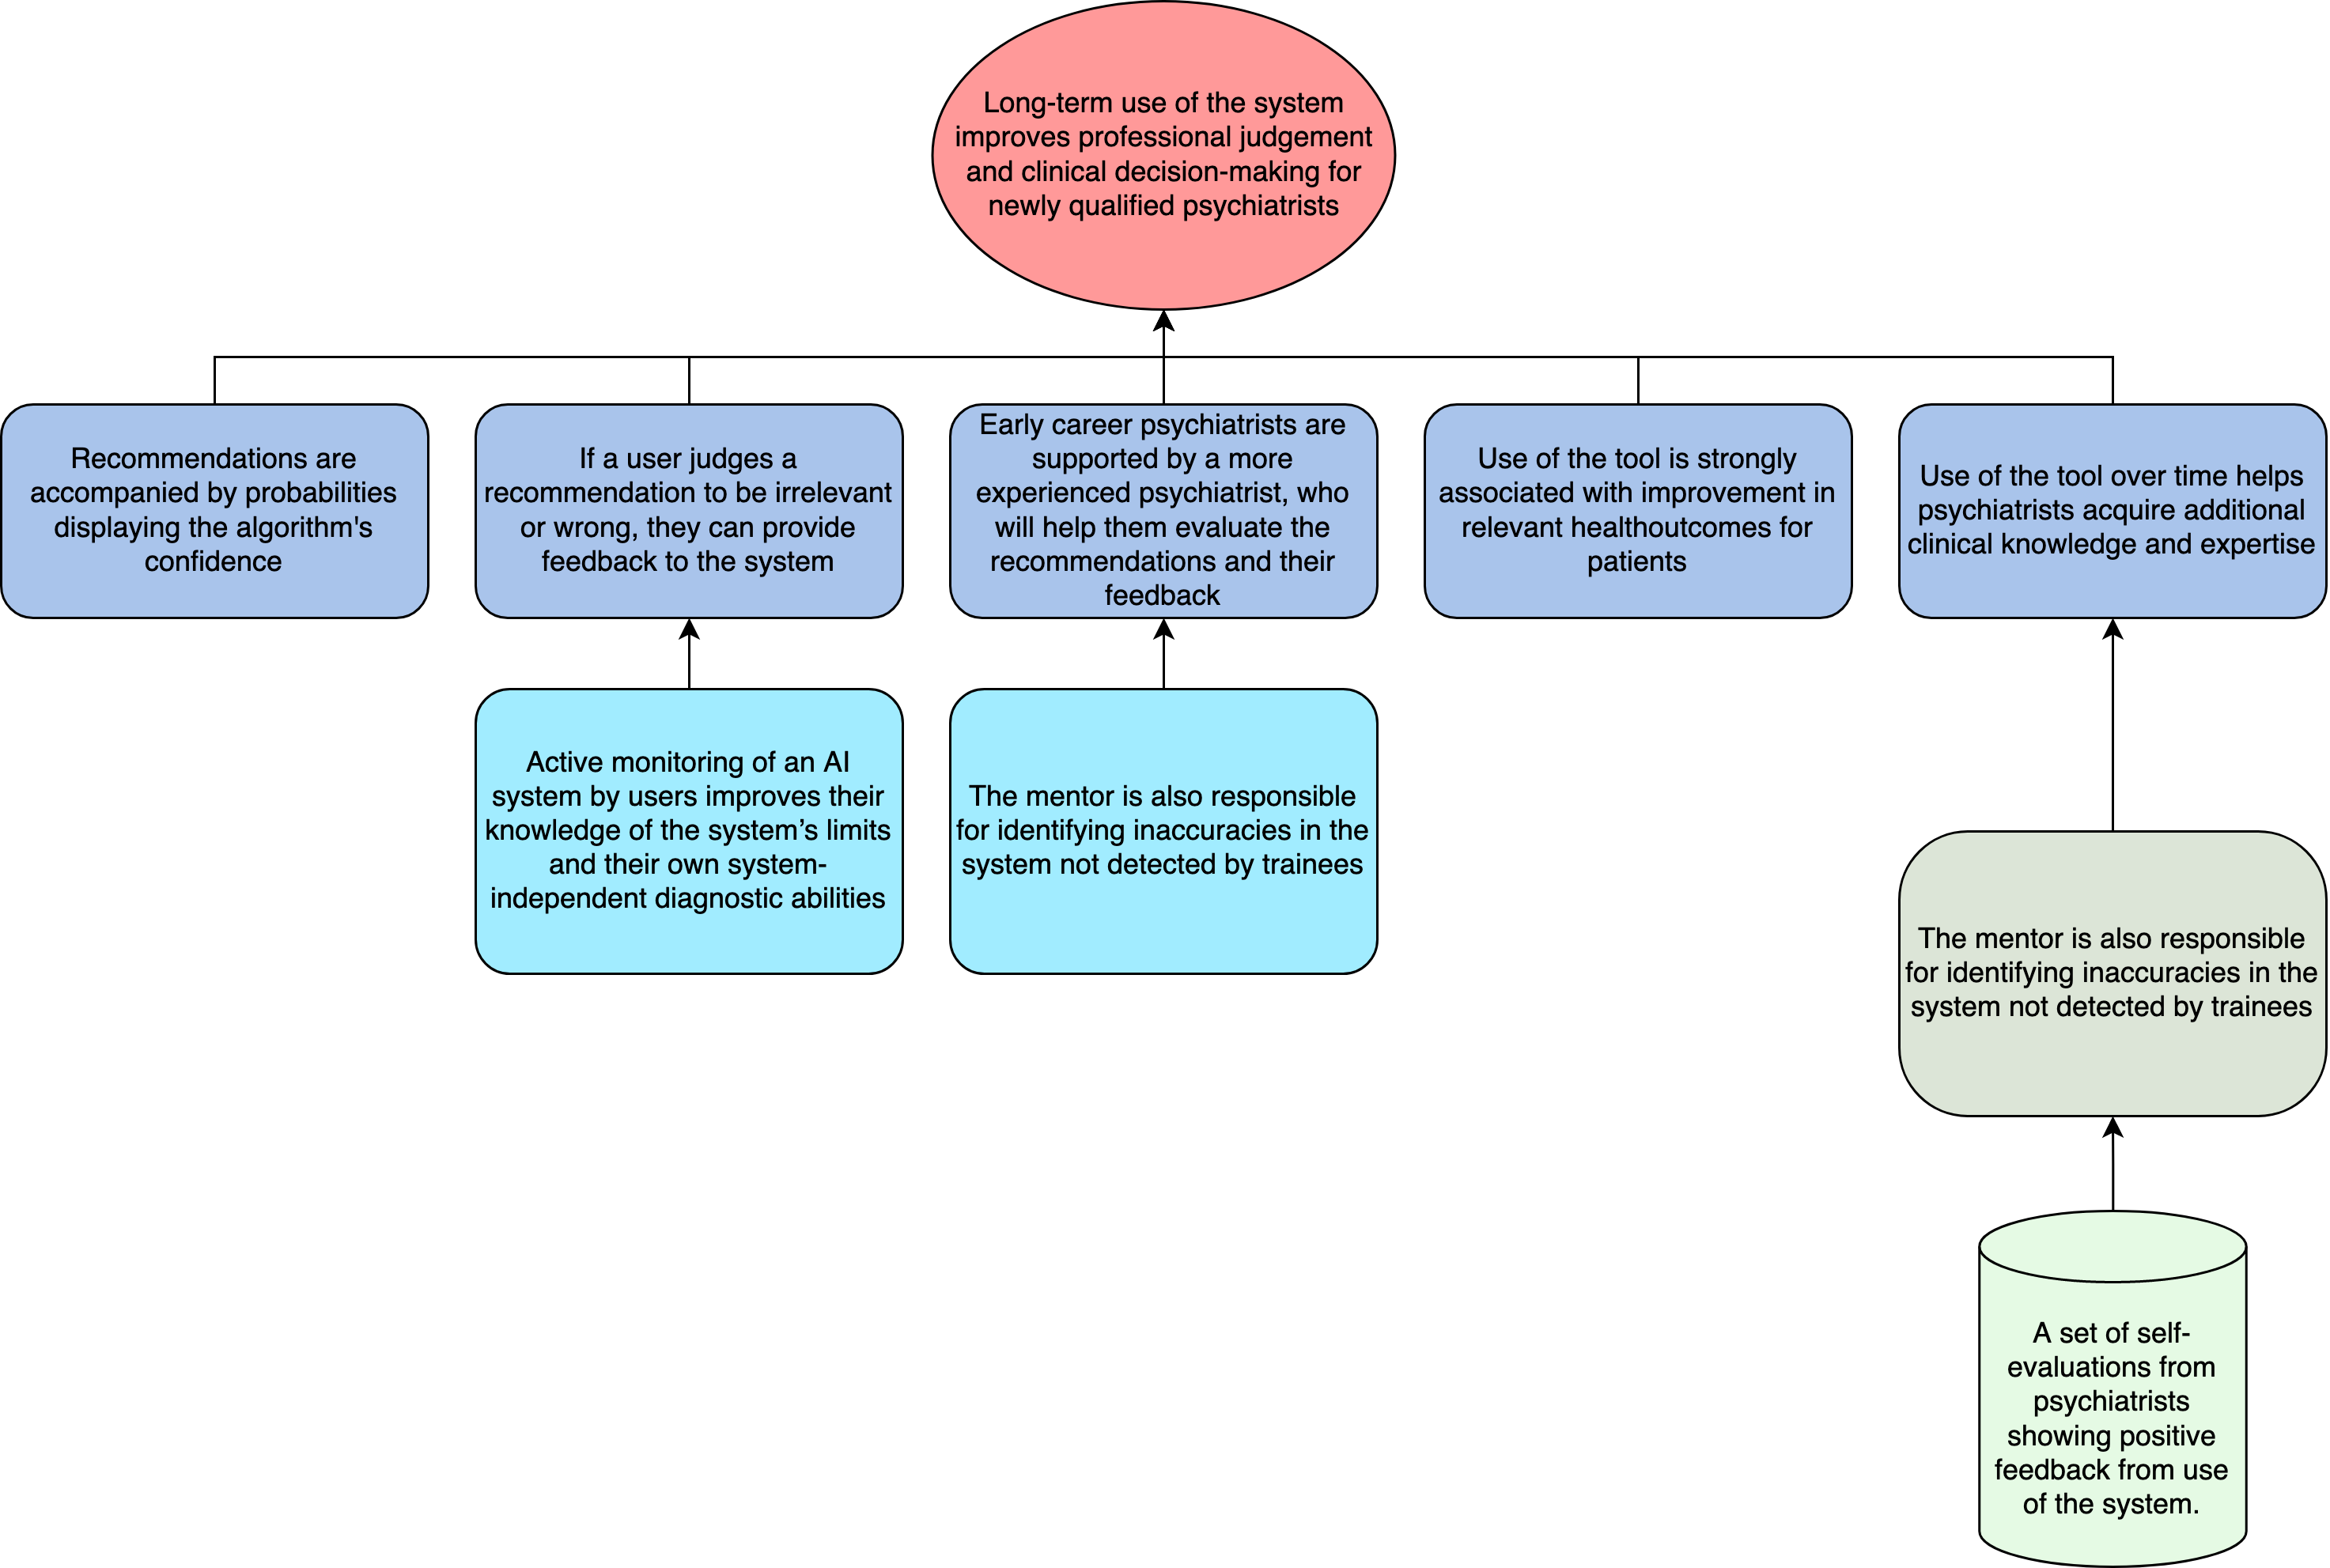 Long-term use of the system
improves professional judgement
and clinical decision-making for
newly qualified psychiatrists
Recommendations are
accompanied by probabilities
displaying the algorithm's
confidence
If a user judges a
recommendation to be irrelevant
or wrong, they can provide
feedback to the system
Early career psychiatrists are
supported by a more
experienced psychiatrist, who
will help them evaluate the
recommendations and their
feedback
Use of the tool is strongly
associated with improvement in
relevant healthoutcomes for
patients
Use of the tool over time helps
psychiatrists acquire additional
clinical knowledge and expertise
Active monitoring of an AI
system by users improves their
knowledge of the system’s limits
and their own system-
independent diagnostic abilities
The mentor is also responsible
for identifying inaccuracies in the
system not detected by trainees
The mentor is also responsible
for identifying inaccuracies in the
system not detected by trainees
A set of self-
evaluations from
psychiatrists
showing positive
feedback from use
of the system.